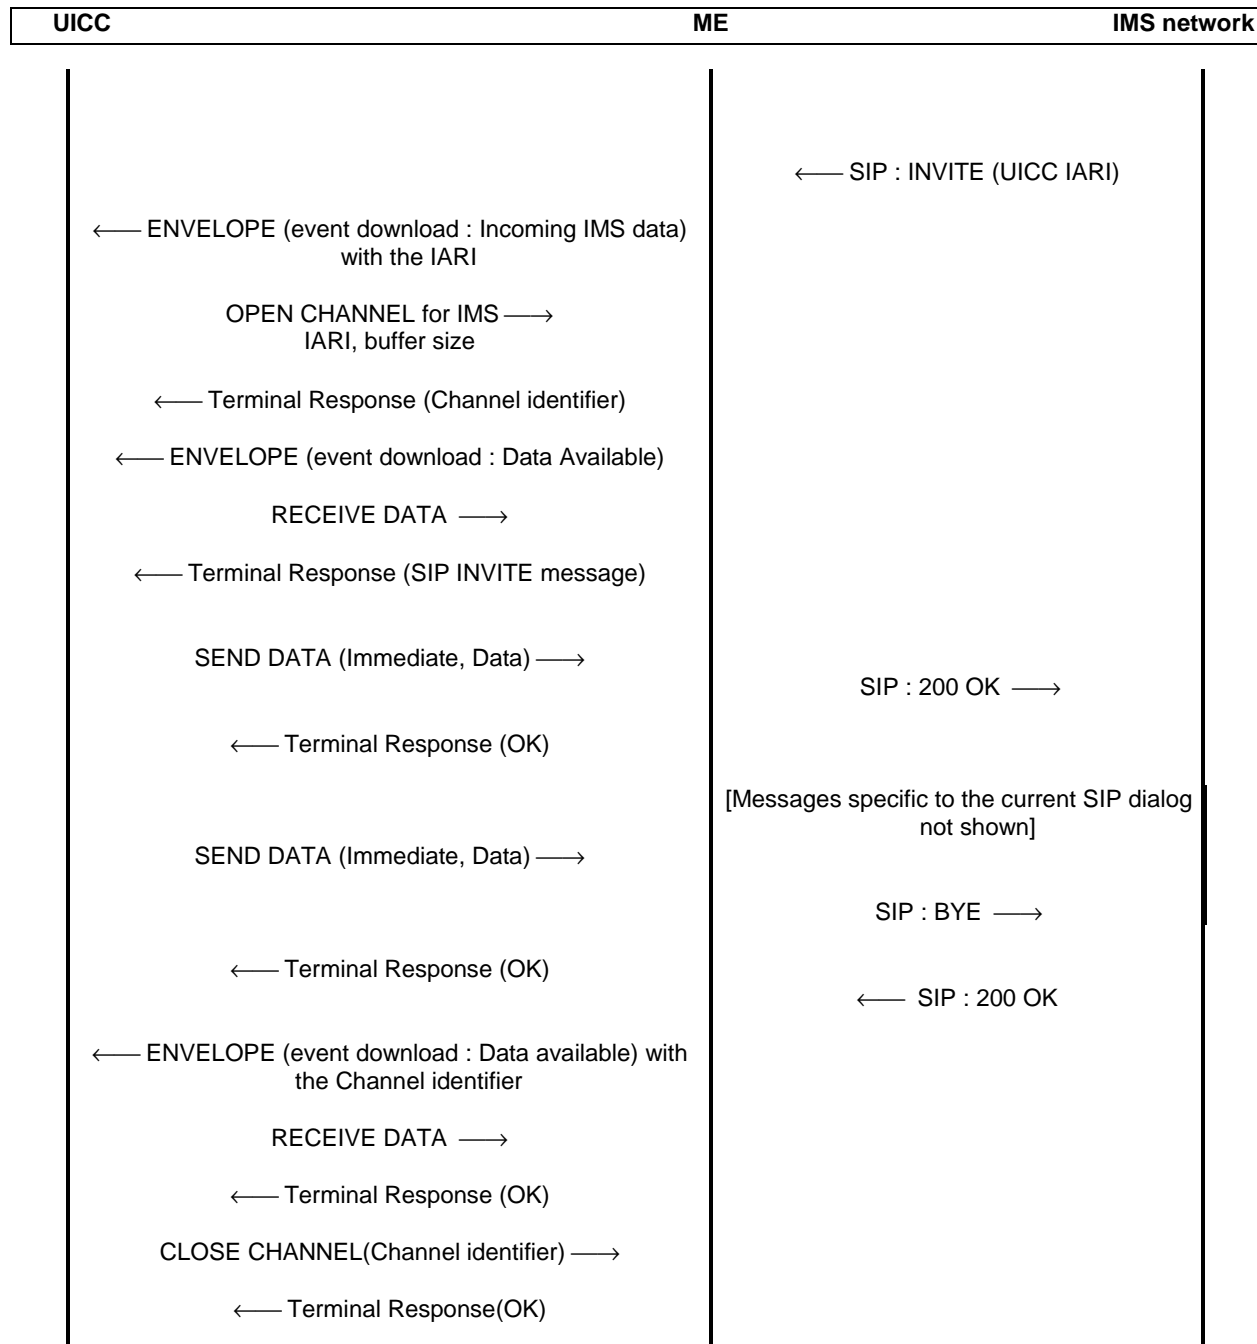 UICC ME IMS network
⟵ SIP : INVITE (UICC IARI)
⟵ ENVELOPE (event download : Incoming IMS data)
with the IARI
OPEN CHANNEL for IMS ⟶
IARI, buffer size
⟵ Terminal Response (Channel identifier)
⟵ ENVELOPE (event download : Data Available)
RECEIVE DATA ⟶
⟵ Terminal Response (SIP INVITE message)
SEND DATA (Immediate, Data) ⟶
SIP : 200 OK ⟶
⟵ Terminal Response (OK)
[Messages specific to the current SIP dialog
not shown]
SEND DATA (Immediate, Data) ⟶
SIP : BYE ⟶
⟵ Terminal Response (OK)
⟵ SIP : 200 OK
⟵ ENVELOPE (event download : Data available) with
the Channel identifier
RECEIVE DATA ⟶
⟵ Terminal Response (OK)
CLOSE CHANNEL(Channel identifier) ⟶
⟵ Terminal Response(OK)